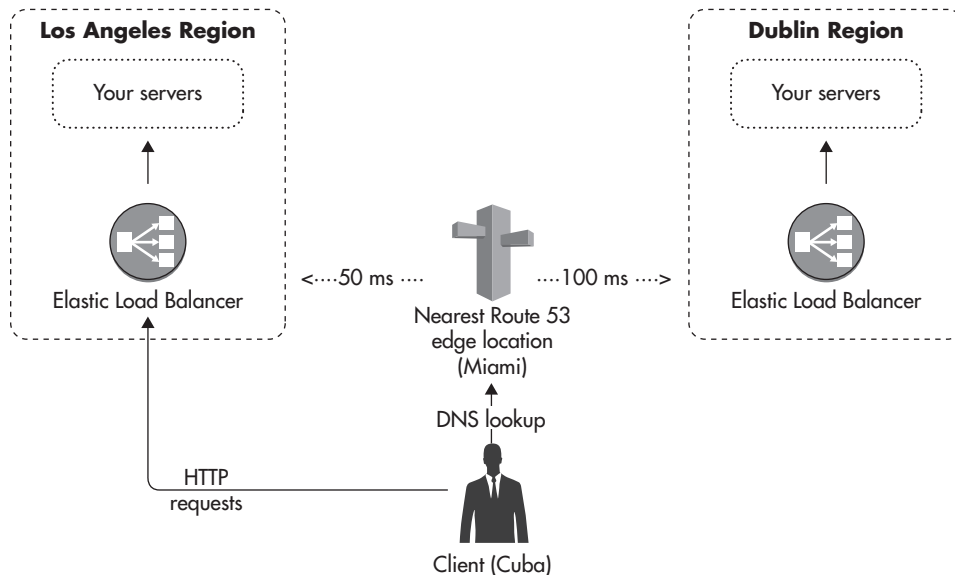 Los Angeles Region
Your servers
Elastic Load Balancer
Dublin Region
Your servers
Elastic Load Balancer
50 ms
100 ms
Nearest Route 53
edge location
(Miami)
DNS lookup
HTTP
requests
Client (Cuba)